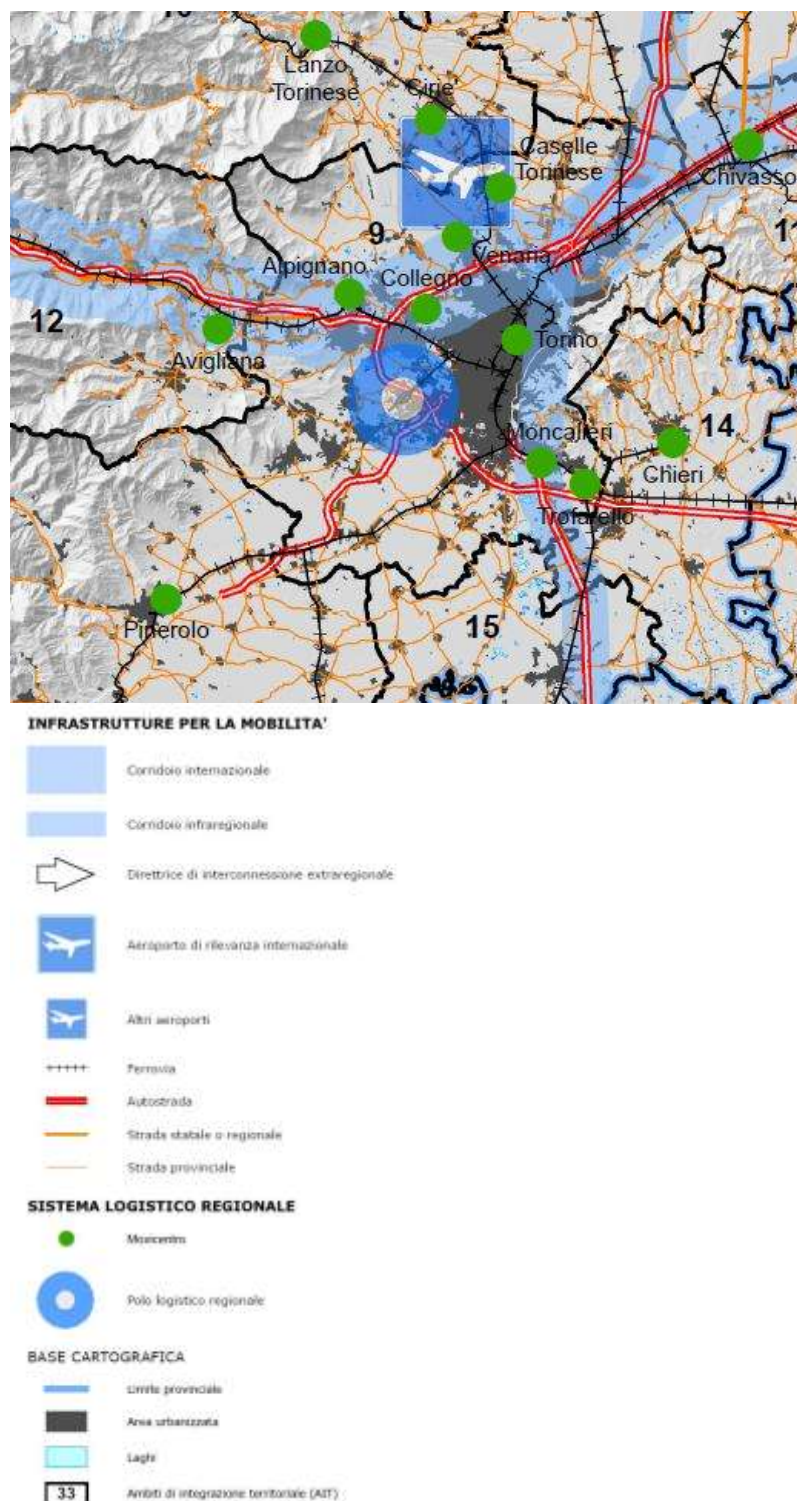 Lanzo
Torinese
Cirie
Caselle
Torinese
Chivasso
9
11
Venaria
Alpignano
Collegno
12
Avigliana
Torino
Moncalieri
14
Chieri
Trofarello
Pinerolo
15
INFRASTRUTTURE PER LA MOBILITA'
Corridoio internazionale
Corridoio infraregionale
Direttrice di interconnessione extraregionale
Aeroporto di rilevanza internazionale
Altri aeroporti
Ferrovia
Autostrada
Strada statale o regionale
Strada provinciale
SISTEMA LOGISTICO REGIONALE
Movicentro
Polo logistico regionale
BASE CARTOGRAFICA
Limite provinciale
Area urbanizzata
Laghi
33 Ambiti di integrazione territoriale (AIT)